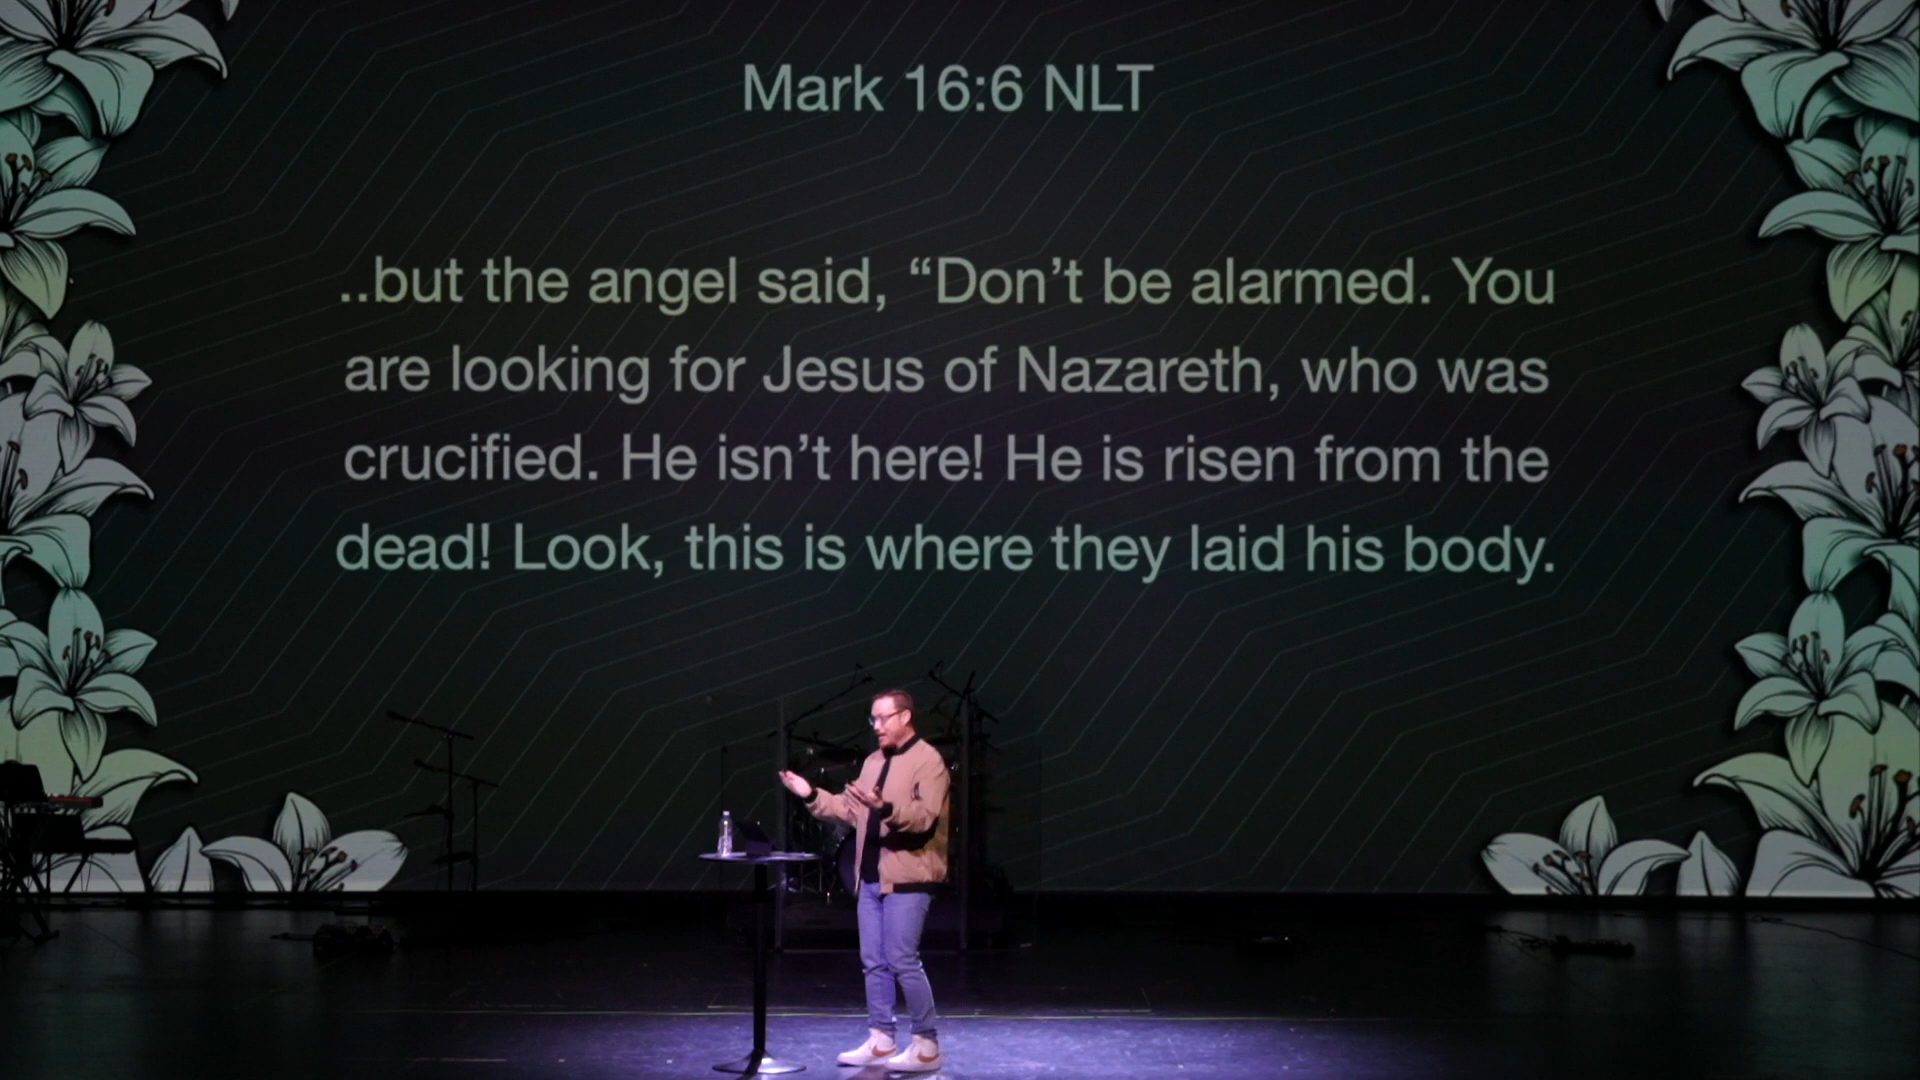 Mark 16:6 NLT
..but the angel said, “Don’t be alarmed. You
are looking for Jesus of Nazareth, who was
crucified. He isn’t here! He is risen from the
dead! Look, this is where they laid his body.